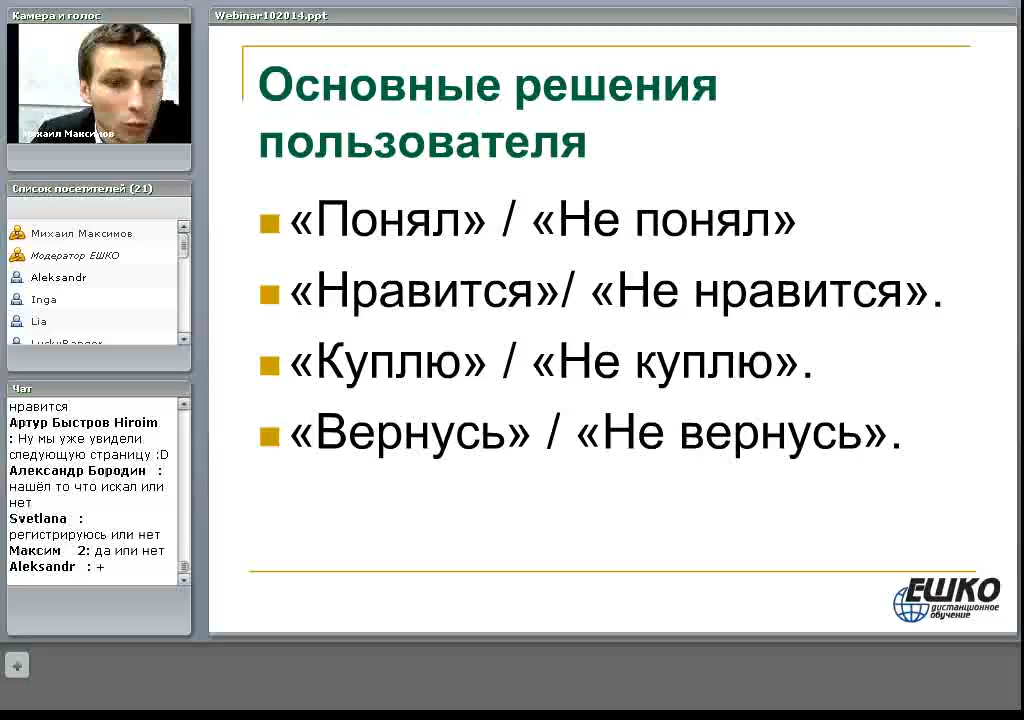 Камера и голос
Михаил Максимов
Список посетителей (21)
Михаил Максимов
Модератор ЕШКО
Aleksandr
Inga
Lia
LuckyRanger
Чат
нравится
Артур Быстров Hiroim
: Ну мы уже увидели
следующую страницу :D
Александр Бородин :
нашёл то что искал или
нет
Svetlana :
регистрируюсь или нет
Максим 2: да или нет
Aleksandr : +
Webinar102014.ppt
Основные решения
пользователя
«Понял» / «Не понял»
«Нравится»/ «Не нравится».
«Куплю» / «Не куплю».
«Вернусь» / «Не вернусь».
ЕШКО
дистанционное
обучение